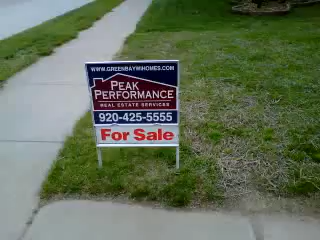 WWW.GREENBAYWIHOMES.COM
PEAK
PERFORMANCE
REAL ESTATE SERVICES
920-425-5555
For Sale